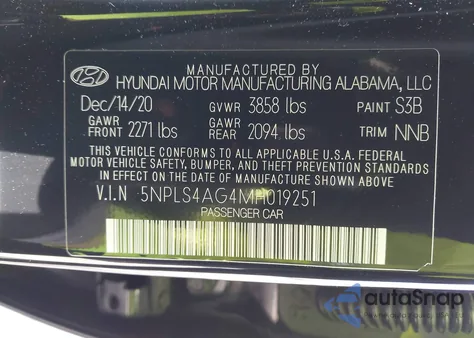 MANUFACTURED BY
HYUNDAI MOTOR MANUFACTURING ALABAMA, LLC
Dec/14/20 GVWR 3858 lbs PAINT S3B
GAWR FRONT 2271 lbs GAWR REAR 2094 lbs TRIM NNB
THIS VEHICLE CONFORMS TO ALL APPLICABLE U.S.A. FEDERAL
MOTOR VEHICLE SAFETY, BUMPER, AND THEFT PREVENTION STANDARDS
IN EFFECT ON THE DATE OF MANUFACTURE SHOWN ABOVE.
V.I.N 5NPLS4AG4MH019251
PASSENGER CAR
autoSnap